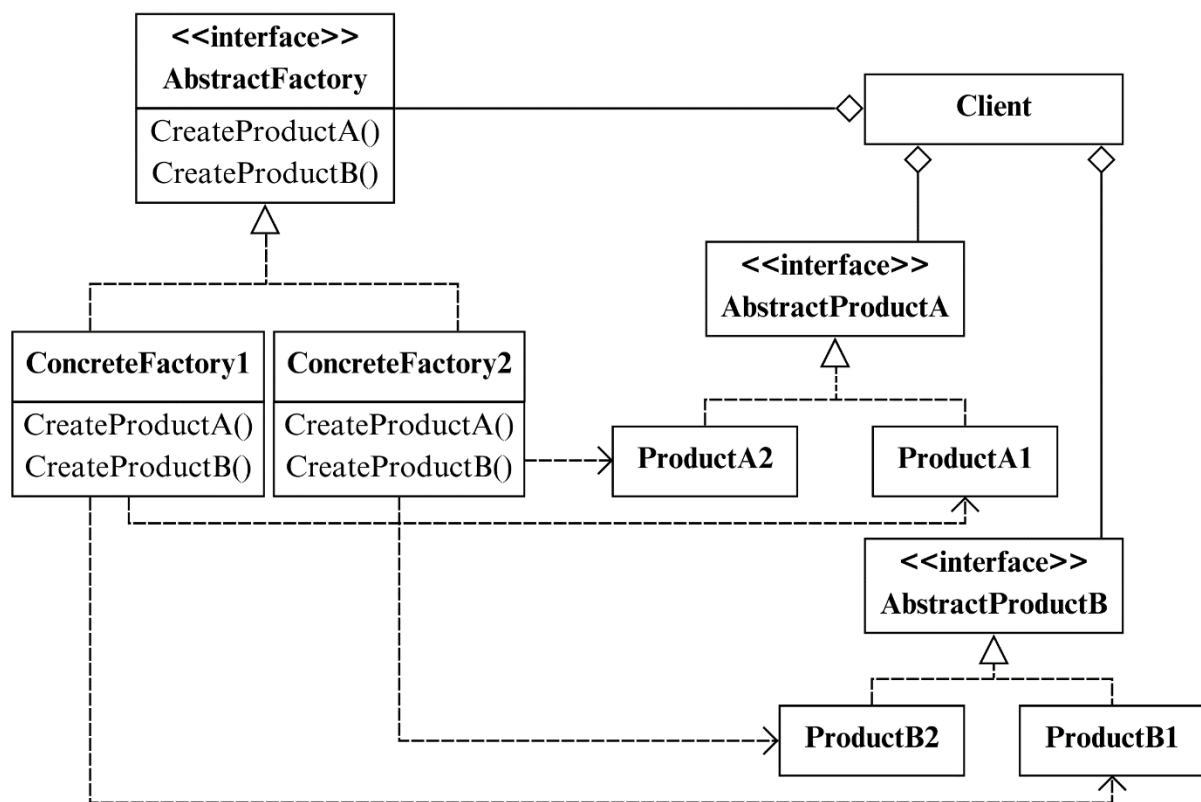 <<interface>>
AbstractFactory
CreateProductA()
CreateProductB()
Client
<<interface>>
AbstractProductA
ConcreteFactory1
CreateProductA()
CreateProductB()
ConcreteFactory2
CreateProductA()
CreateProductB()
ProductA2
ProductA1
<<interface>>
AbstractProductB
ProductB2
ProductB1